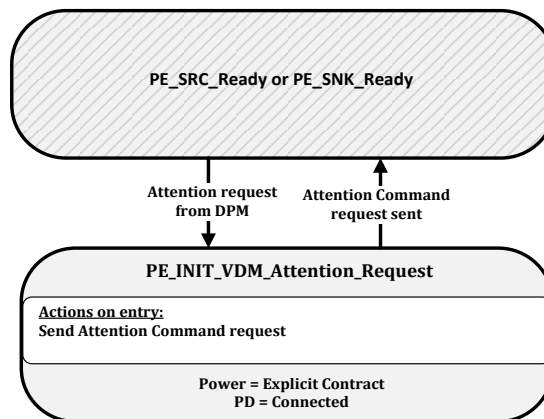 PE_SRC_Ready or PE_SNK_Ready
Attention request
from DPM
Attention Command
request sent
PE_INIT_VDM_Attention_Request
Actions on entry:
Send Attention Command request
Power = Explicit Contract
PD = Connected